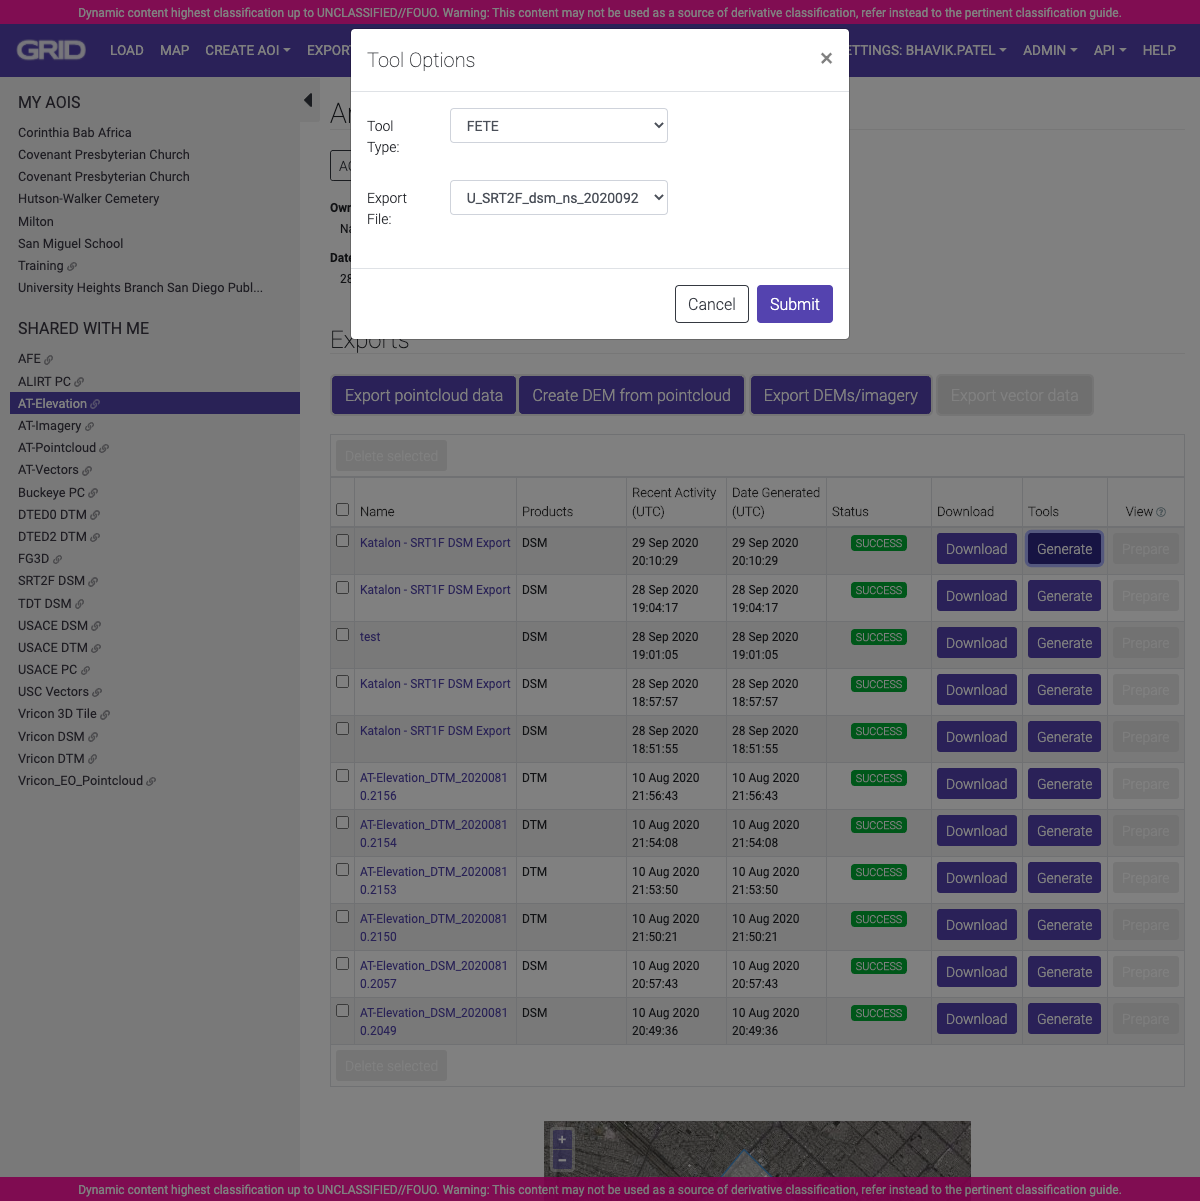 Dynamic content highest classification up to UNCLASSIFIED//FOUO. Warning: This content may not be used as a source of derivative classification, refer instead to the pertinent classification guide.
GRID LOAD MAP CREATE AOI EXPORT ETTINGS: BHAVIK.PATEL ADMIN API HELP
Tool Options ×
Tool Type: FETE
Export File: U_SRT2F_dsm_ns_2020092
Cancel Submit
MY AOIS
Corinthia Bab Africa
Covenant Presbyterian Church
Covenant Presbyterian Church
Hutson-Walker Cemetery
Milton
San Miguel School
Training
University Heights Branch San Diego Publ...
SHARED WITH ME
AFE
ALIRT PC
AT-Elevation
AT-Imagery
AT-Pointcloud
AT-Vectors
Buckeye PC
DTED0 DTM
DTED2 DTM
FG3D
SRT2F DSM
TDT DSM
USACE DSM
USACE DTM
USACE PC
USC Vectors
Vricon 3D Tile
Vricon DSM
Vricon DTM
Vricon_EO_Pointcloud
Own
Na
Date
28
Exports
Export pointcloud data Create DEM from pointcloud Export DEMs/imagery Export vector data
Delete selected
Name Products Recent Activity (UTC) Date Generated (UTC) Status Download Tools View
Katalon - SRT1F DSM Export DSM 29 Sep 2020 20:10:29 29 Sep 2020 20:10:29 SUCCESS Download Generate Prepare
Katalon - SRT1F DSM Export DSM 28 Sep 2020 19:04:17 28 Sep 2020 19:04:17 SUCCESS Download Generate Prepare
test DSM 28 Sep 2020 19:01:05 28 Sep 2020 19:01:05 SUCCESS Download Generate Prepare
Katalon - SRT1F DSM Export DSM 28 Sep 2020 18:57:57 28 Sep 2020 18:57:57 SUCCESS Download Generate Prepare
Katalon - SRT1F DSM Export DSM 28 Sep 2020 18:51:55 28 Sep 2020 18:51:55 SUCCESS Download Generate Prepare
AT-Elevation_DTM_20200810.2156 DTM 10 Aug 2020 21:56:43 10 Aug 2020 21:56:43 SUCCESS Download Generate Prepare
AT-Elevation_DTM_20200810.2154 DTM 10 Aug 2020 21:54:08 10 Aug 2020 21:54:08 SUCCESS Download Generate Prepare
AT-Elevation_DTM_20200810.2153 DTM 10 Aug 2020 21:53:50 10 Aug 2020 21:53:50 SUCCESS Download Generate Prepare
AT-Elevation_DTM_20200810.2150 DTM 10 Aug 2020 21:50:21 10 Aug 2020 21:50:21 SUCCESS Download Generate Prepare
AT-Elevation_DSM_20200810.2057 DSM 10 Aug 2020 20:57:43 10 Aug 2020 20:57:43 SUCCESS Download Generate Prepare
AT-Elevation_DSM_20200810.2049 DSM 10 Aug 2020 20:49:36 10 Aug 2020 20:49:36 SUCCESS Download Generate Prepare
Delete selected
+
−
Dynamic content highest classification up to UNCLASSIFIED//FOUO. Warning: This content may not be used as a source of derivative classification, refer instead to the pertinent classification guide.